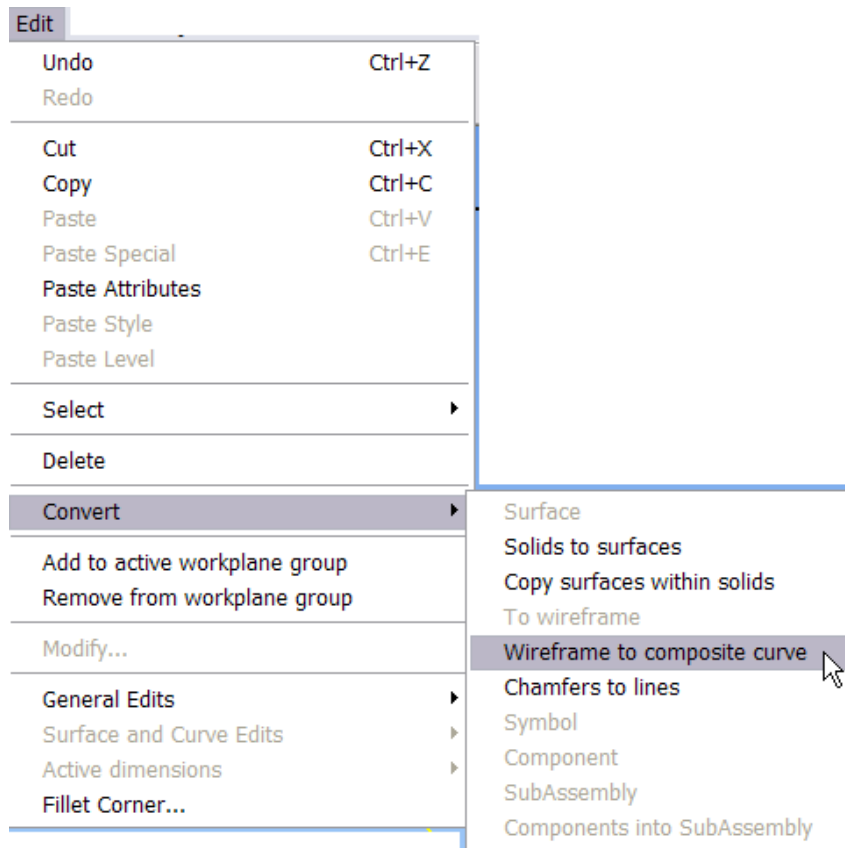 Edit
Undo Ctrl+Z
Redo
Cut Ctrl+X
Copy Ctrl+C
Paste Ctrl+V
Paste Special Ctrl+E
Paste Attributes
Paste Style
Paste Level
Select
Delete
Convert
Add to active workplane group
Remove from workplane group
Modify...
General Edits
Surface and Curve Edits
Active dimensions
Fillet Corner...
Surface
Solids to surfaces
Copy surfaces within solids
To wireframe
Wireframe to composite curve
Chamfers to lines
Symbol
Component
SubAssembly
Components into SubAssembly